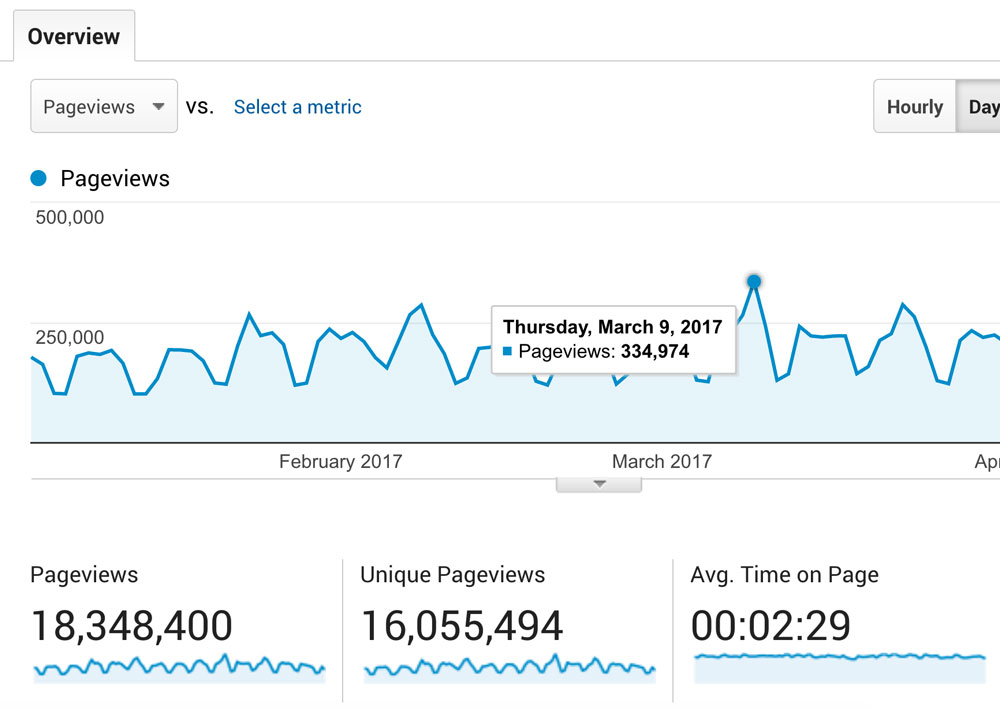 Overview
Pageviews vs. Select a metric Hourly Day
Pageviews
500,000
250,000
Thursday, March 9, 2017
Pageviews: 334,974
February 2017 March 2017 Apr
Pageviews Unique Pageviews Avg. Time on Page
18,348,400 16,055,494 00:02:29